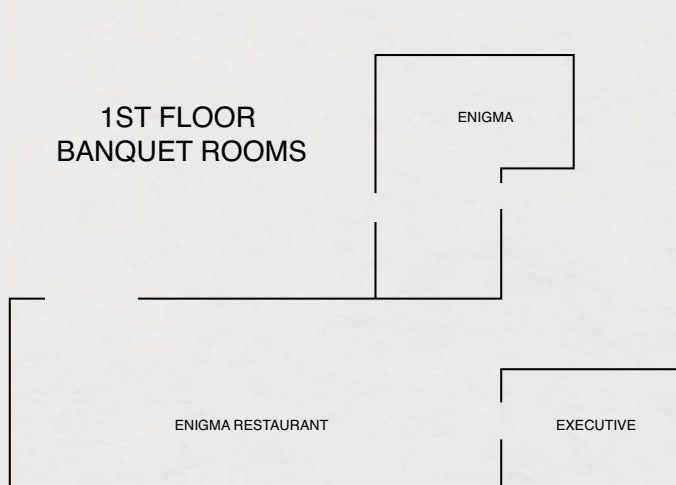 1ST FLOOR
BANQUET ROOMS
ENIGMA
ENIGMA RESTAURANT
EXECUTIVE